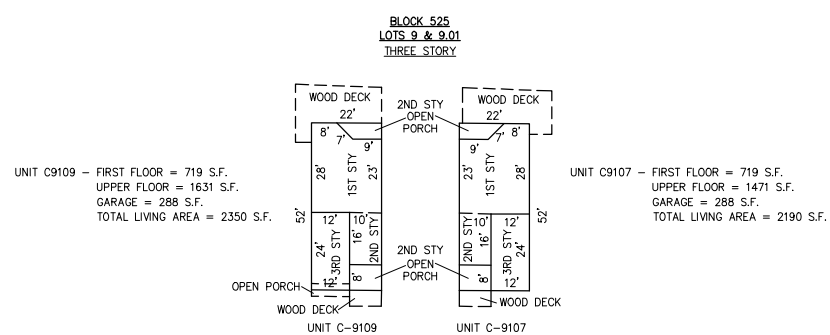 BLOCK 525
LOTS 9 & 9.01
THREE STORY
WOOD DECK
22'
8'
7'
9'
28'
1ST STY
23'
52'
12'
10'
24'
3RD STY
16'
2ND STY
12'
8'
OPEN PORCH
WOOD DECK
UNIT C-9109
2ND STY
OPEN
PORCH
2ND STY
OPEN
PORCH
WOOD DECK
22'
8'
7'
9'
23'
1ST STY
28'
52'
10'
12'
2ND STY
16'
3RD STY
24'
8'
12'
WOOD DECK
UNIT C-9107
UNIT C9109 - FIRST FLOOR = 719 S.F.
UPPER FLOOR = 1631 S.F.
GARAGE = 288 S.F.
TOTAL LIVING AREA = 2350 S.F.
UNIT C9107 - FIRST FLOOR = 719 S.F.
UPPER FLOOR = 1471 S.F.
GARAGE = 288 S.F.
TOTAL LIVING AREA = 2190 S.F.